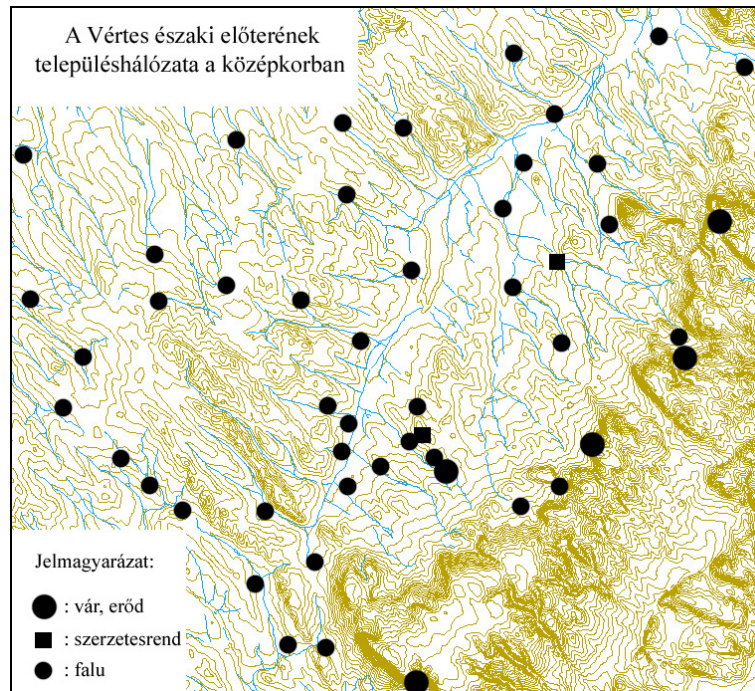 A Vértes északi előterének
településhálózata a középkorban
Jelmagyarázat:
: vár, erőd
: szerzetesrend
: falu